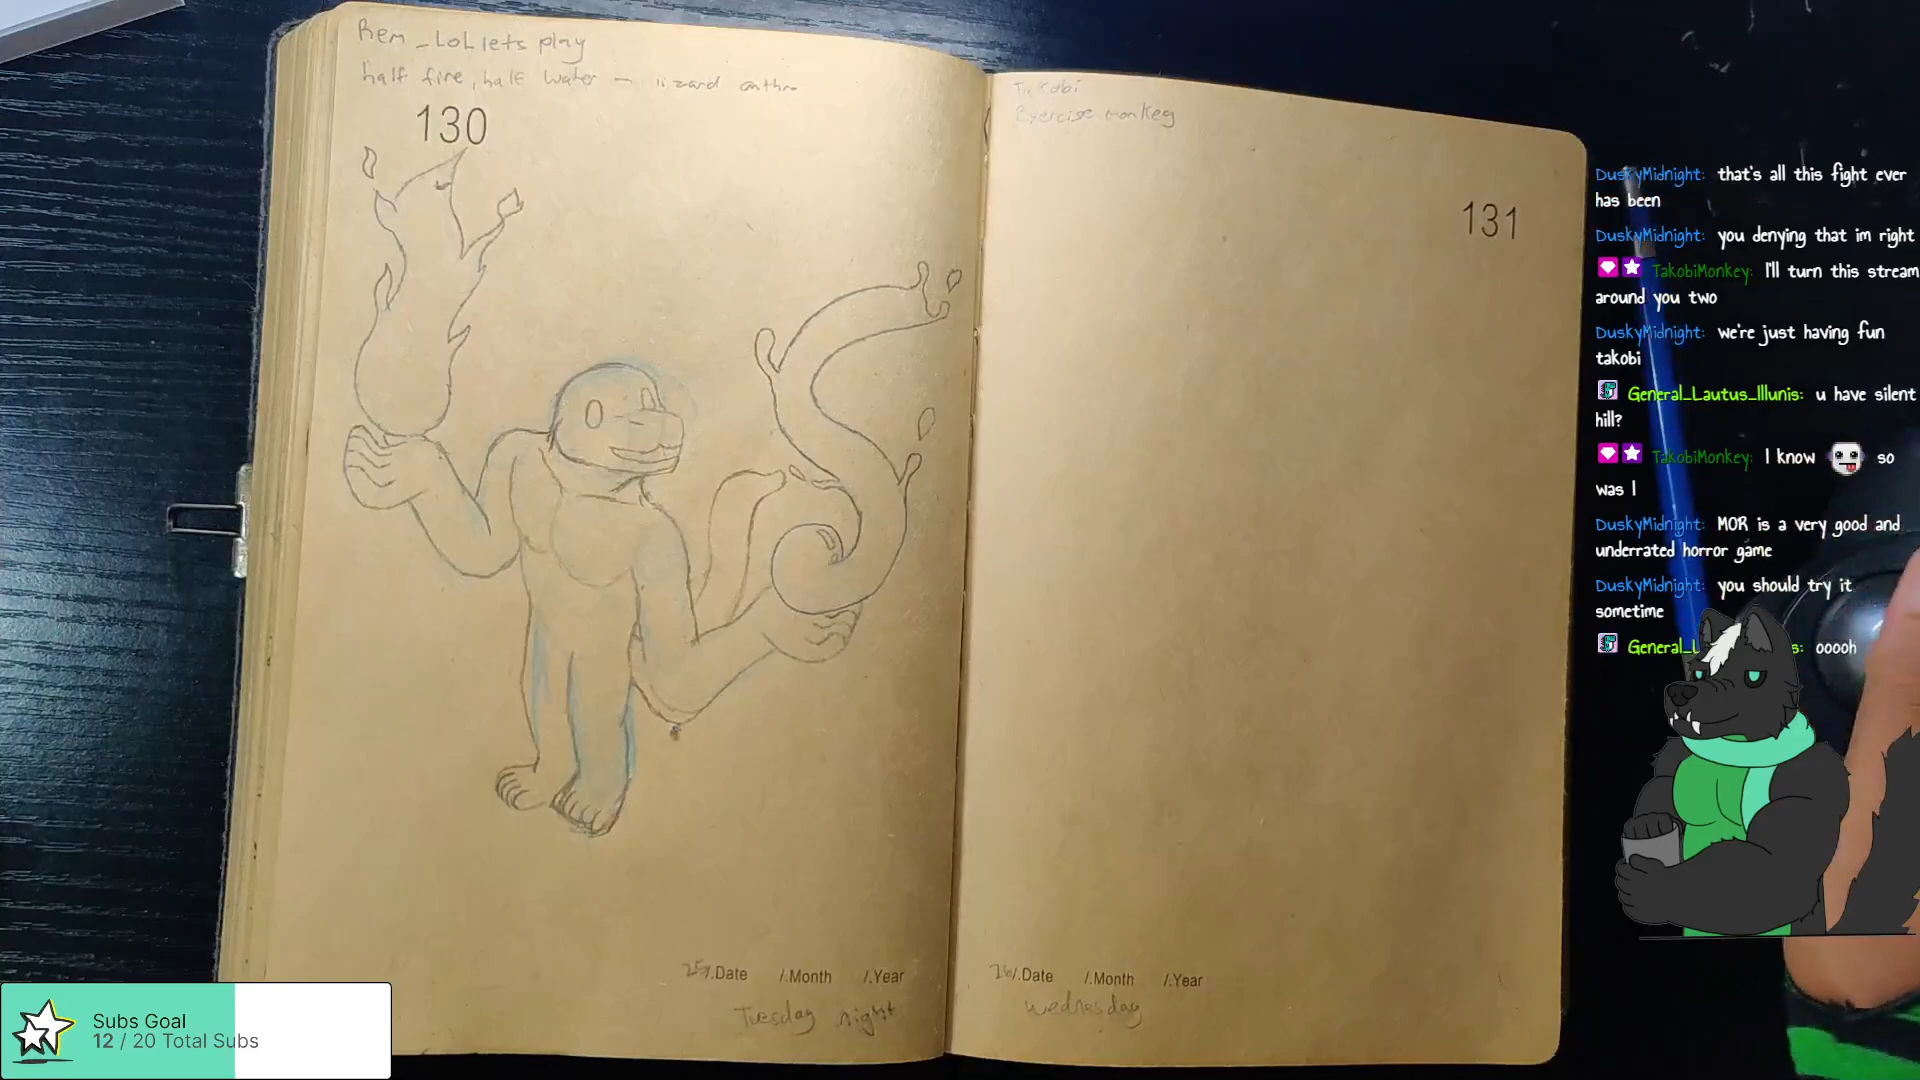 Rem_LoL lets play
half fire, half water - lizard anthro
130
Takobi
Exercise monkey
131
25/.Date /.Month /.Year
Tuesday night
26/.Date /.Month /.Year
Wednesday
DuskyMidnight: that's all this fight ever
has been
DuskyMidnight: you denying that im right
TakobiMonkey: I'll turn this stream
around you two
DuskyMidnight: we're just having fun
takobi
General_Lautus_Illunis: u have silent
hill?
TakobiMonkey: I know so
was I
DuskyMidnight: MOR is a very good and
underrated horror game
DuskyMidnight: you should try it
sometime
General_L s: ooooh
Subs Goal
12 / 20 Total Subs